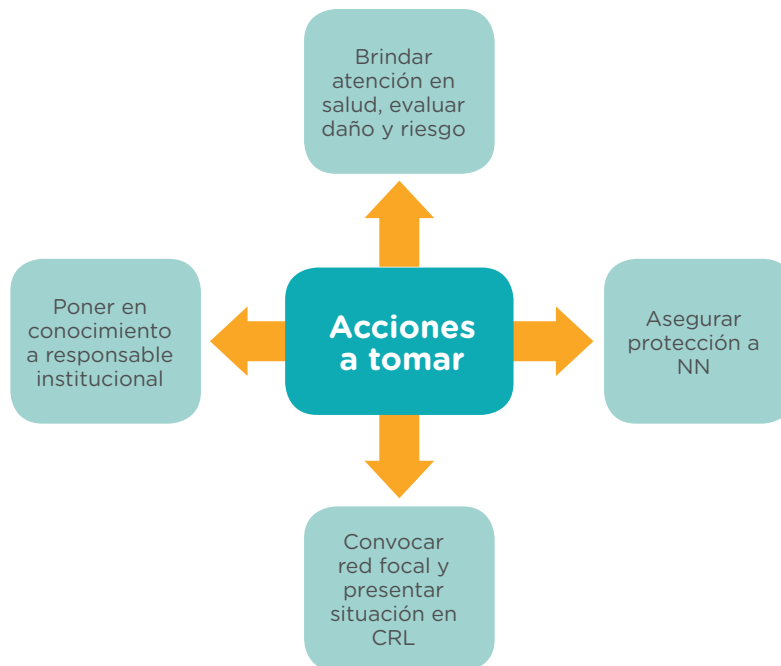 Brindar
atención en
salud, evaluar
daño y riesgo
Poner en
conocimiento
a responsable
institucional
Acciones
a tomar
Asegurar
protección a
NN
Convocar
red focal y
presentar
situación en
CRL